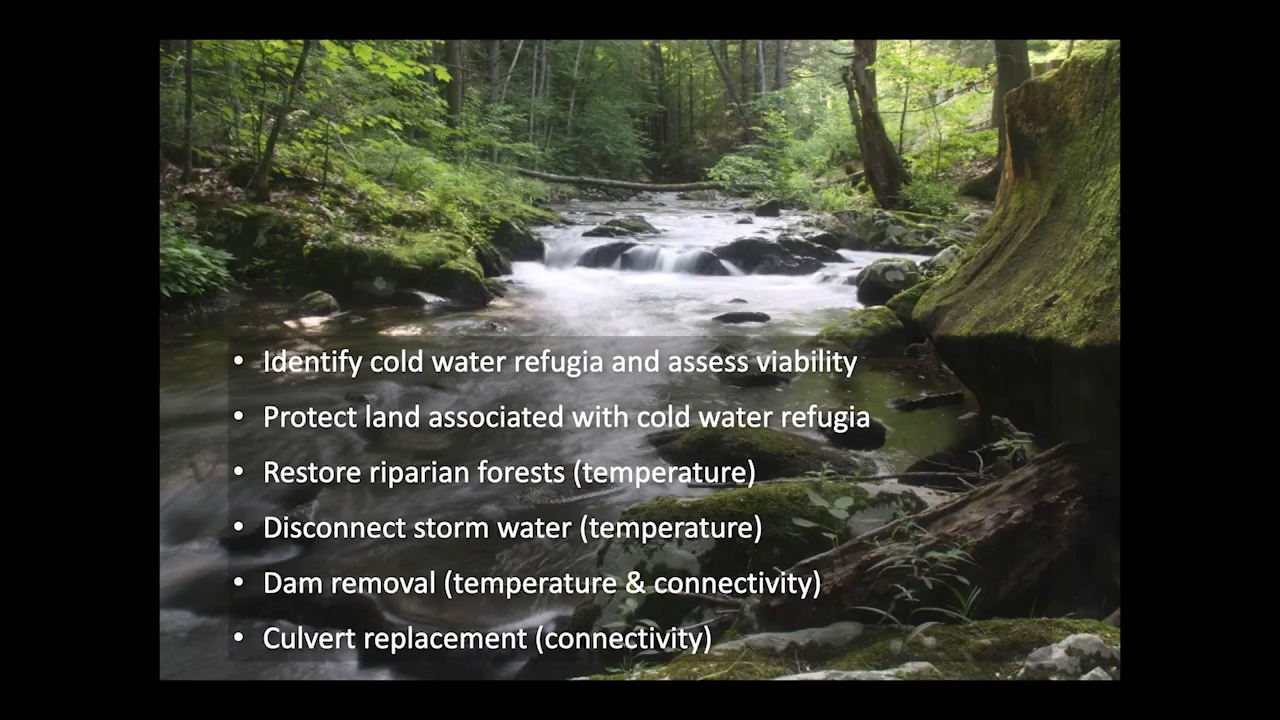 • Identify cold water refugia and assess viability
• Protect land associated with cold water refugia
• Restore riparian forests (temperature)
• Disconnect storm water (temperature)
• Dam removal (temperature & connectivity)
• Culvert replacement (connectivity)